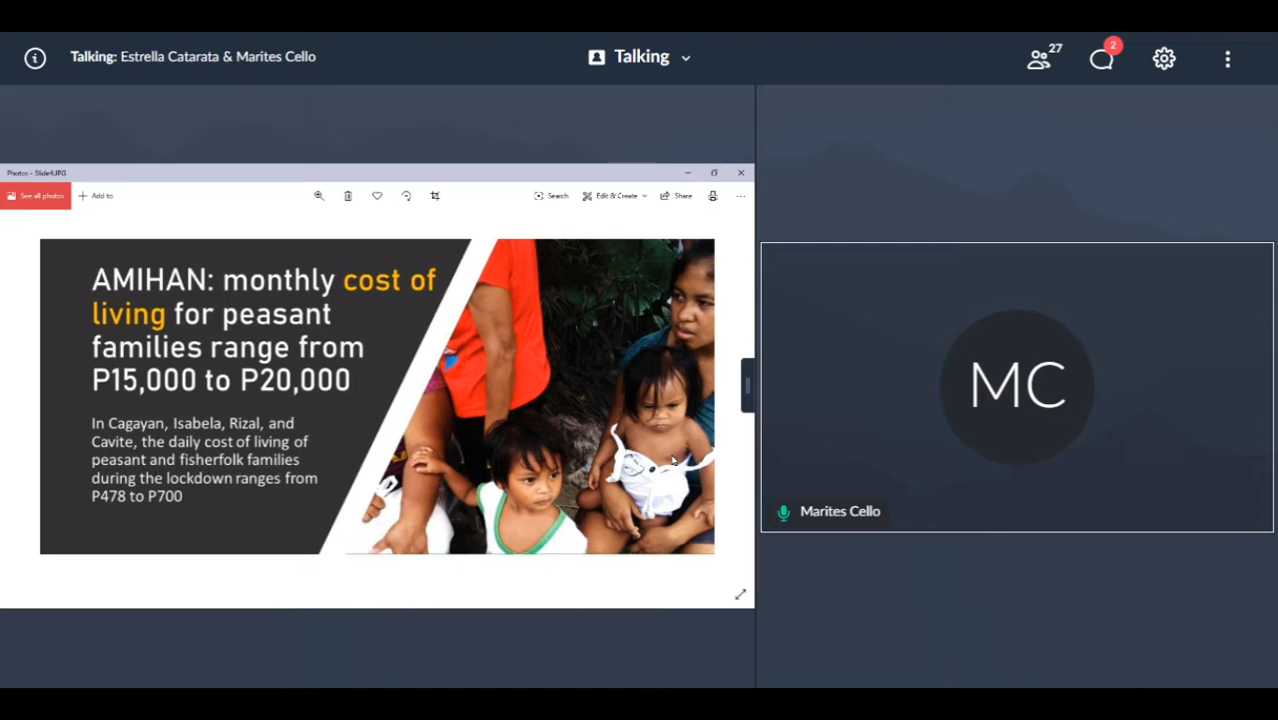 Talking: Estrella Catarata & Marites Cello
Talking
27
2
Photos - Slide4.JPG
See all photos
Add to
Search
Edit & Create
Share
AMIHAN: monthly cost of
living for peasant
families range from
P15,000 to P20,000
In Cagayan, Isabela, Rizal, and
Cavite, the daily cost of living of
peasant and fisherfolk families
during the lockdown ranges from
P478 to P700
MC
Marites Cello